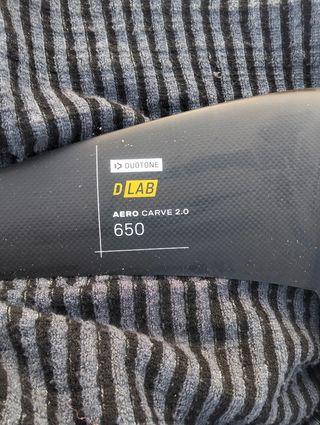 DUOTONE
D LAB
AERO CARVE 2.0
650